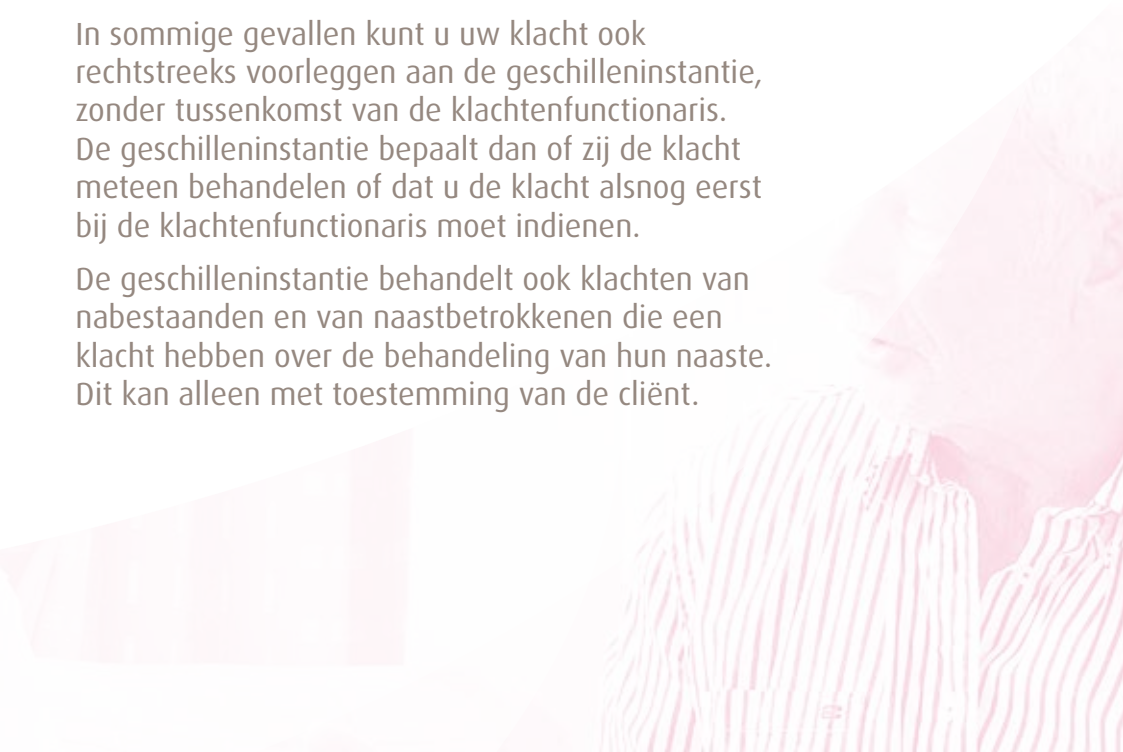 In sommige gevallen kunt u uw klacht ook
rechtstreeks voorleggen aan de geschilleninstantie,
zonder tussenkomst van de klachtenfunctionaris.
De geschilleninstantie bepaalt dan of zij de klacht
meteen behandelen of dat u de klacht alsnog eerst
bij de klachtenfunctionaris moet indienen.
De geschilleninstantie behandelt ook klachten van
nabestaanden en van naastbetrokkenen die een
klacht hebben over de behandeling van hun naaste.
Dit kan alleen met toestemming van de cliënt.